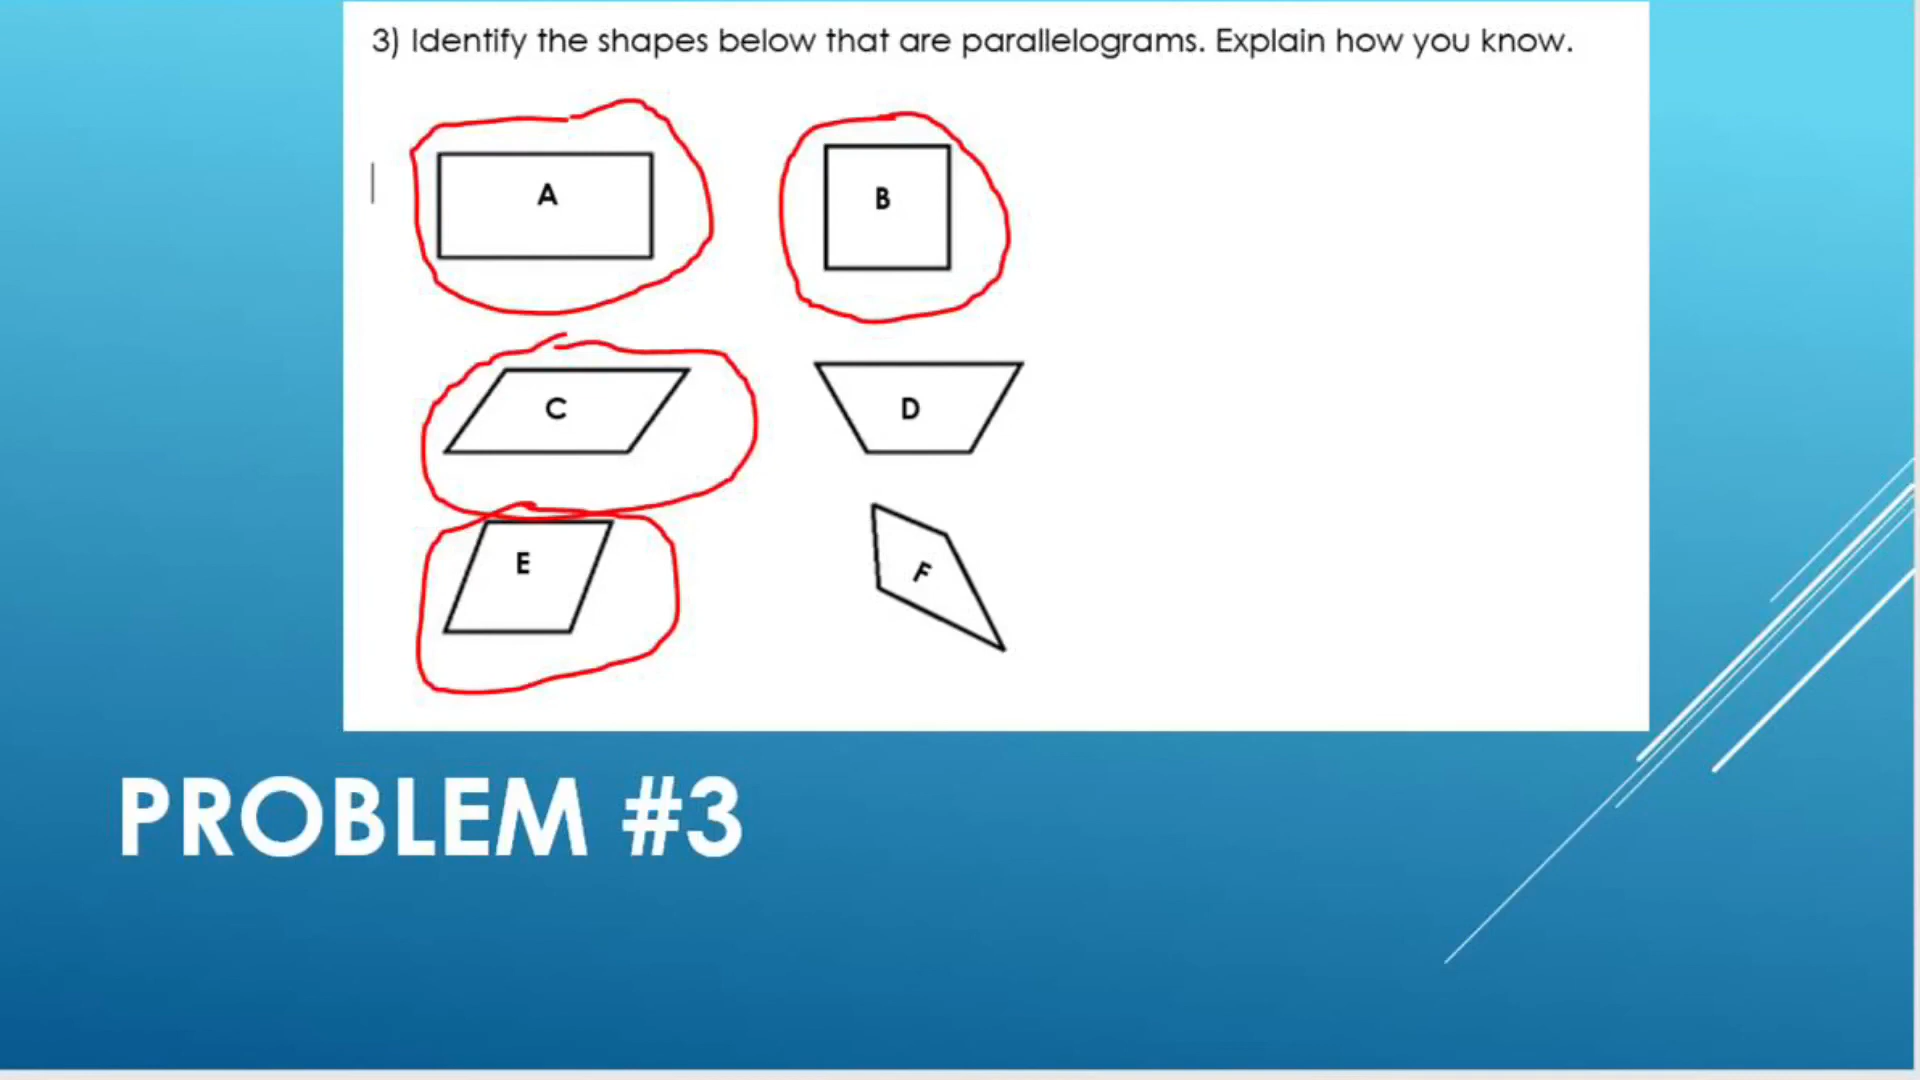 3) Identify the shapes below that are parallelograms. Explain how you know.
A
B
C
D
E
F
PROBLEM #3